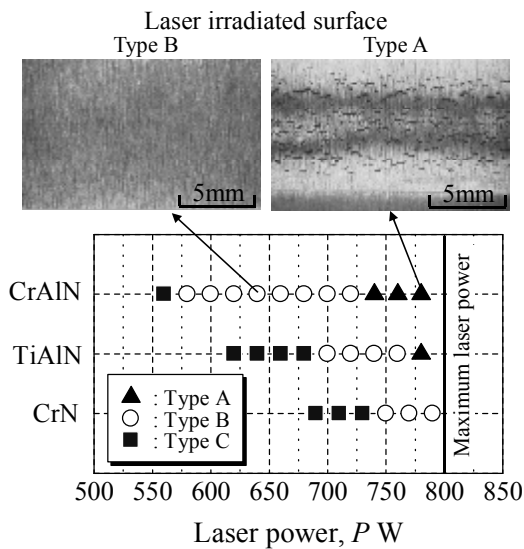 Laser irradiated surface
Type B
Type A
5mm
5mm
CrAlN
TiAlN
CrN
: Type A
: Type B
: Type C
Maximum laser power
500 550 600 650 700 750 800 850
Laser power, P W